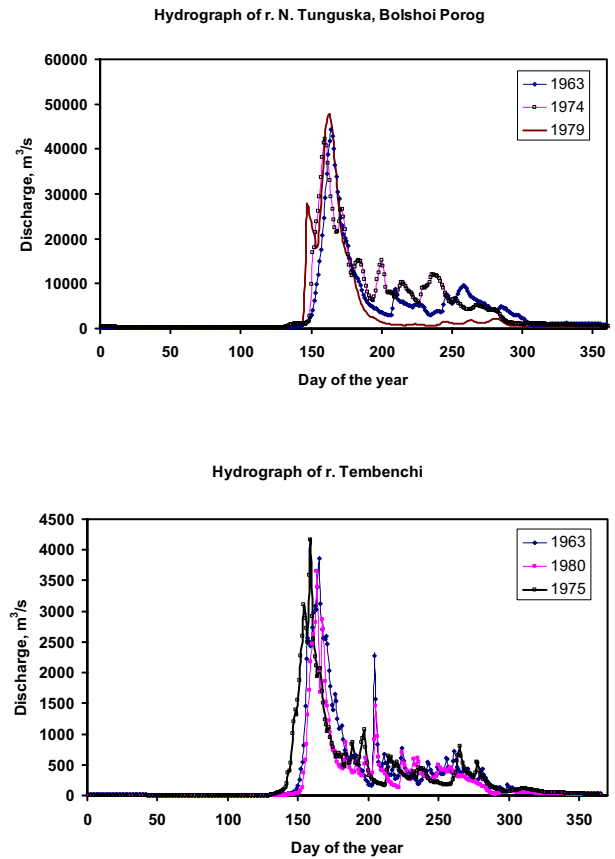 Hydrograph of r. N. Tunguska, Bolshoi Porog
60000
50000
40000
30000
20000
10000
0
Discharge, m³/s
1963
1974
1979
0 50 100 150 200 250 300 350
Day of the year
Hydrograph of r. Tembenchi
4500
4000
3500
3000
2500
2000
1500
1000
500
0
Discharge, m³/s
1963
1980
1975
0 50 100 150 200 250 300 350
Day of the year